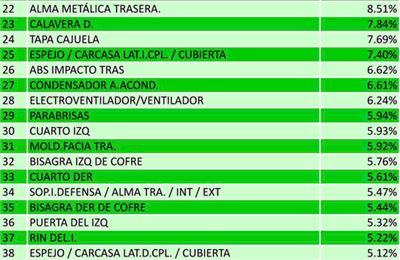 22 ALMA METÁLICA TRASERA. 8.51%
23 CALAVERA D. 7.84%
24 TAPA CAJUELA 7.69%
25 ESPEJO / CARCASA LAT.I.CPL. / CUBIERTA 7.40%
26 ABS IMPACTO TRAS 6.62%
27 CONDENSADOR A.ACOND. 6.61%
28 ELECTROVENTILADOR/VENTILADOR 6.24%
29 PARABRISAS 5.94%
30 CUARTO IZQ 5.93%
31 MOLD.FACIA TRA. 5.92%
32 BISAGRA IZQ DE COFRE 5.76%
33 CUARTO DER 5.61%
34 SOP.I.DEFENSA / ALMA TRA. / INT / EXT 5.47%
35 BISAGRA DER DE COFRE 5.44%
36 PUERTA DEL IZQ 5.32%
37 RIN DEL.I. 5.22%
38 ESPEJO / CARCASA LAT.D.CPL. / CUBIERTA 5.12%